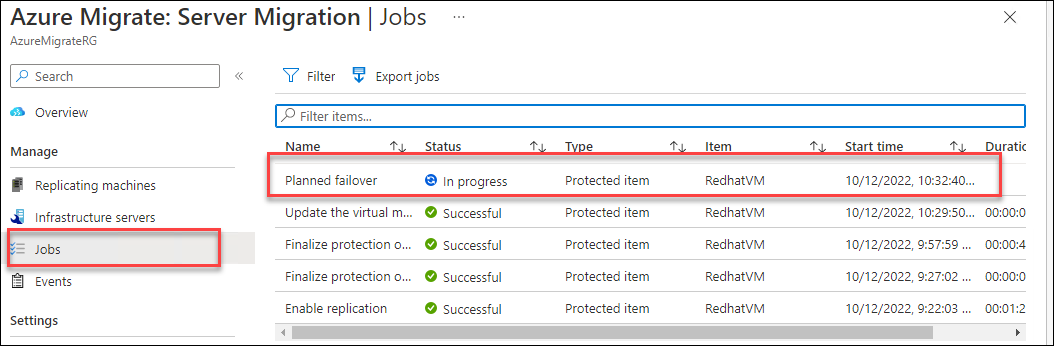 Azure Migrate: Server Migration | Jobs ...
AzureMigrateRG
Search «
Overview
Manage
Replicating machines
Infrastructure servers
Jobs
Events
Settings
Filter Export jobs
Filter items...
Name Status Type Item Start time Duratio
Planned failover In progress Protected item RedhatVM 10/12/2022, 10:32:40...
Update the virtual m... Successful Protected item RedhatVM 10/12/2022, 10:29:50... 00:00:0
Finalize protection o... Successful Protected item RedhatVM 10/12/2022, 9:57:59 ... 00:00:4
Finalize protection o... Successful Protected item RedhatVM 10/12/2022, 9:27:02 ... 00:00:0
Enable replication Successful Protected item RedhatVM 10/12/2022, 9:22:03 ... 00:01:2